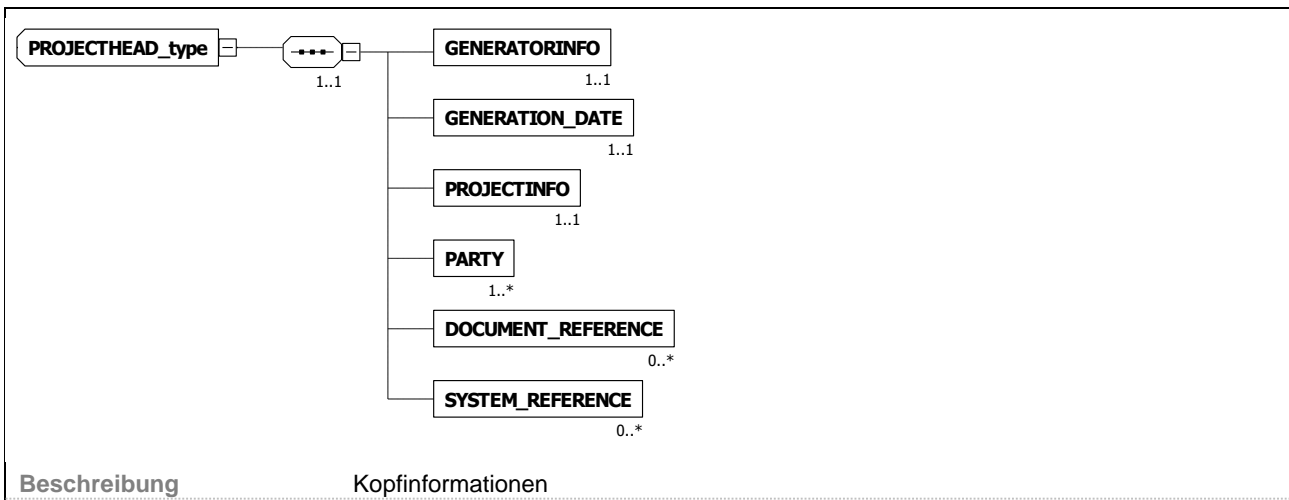 PROJECTHEAD_type
1..1
GENERATORINFO
1..1
GENERATION_DATE
1..1
PROJECTINFO
1..1
PARTY
1..*
DOCUMENT_REFERENCE
0..*
SYSTEM_REFERENCE
0..*
Beschreibung Kopfinformationen